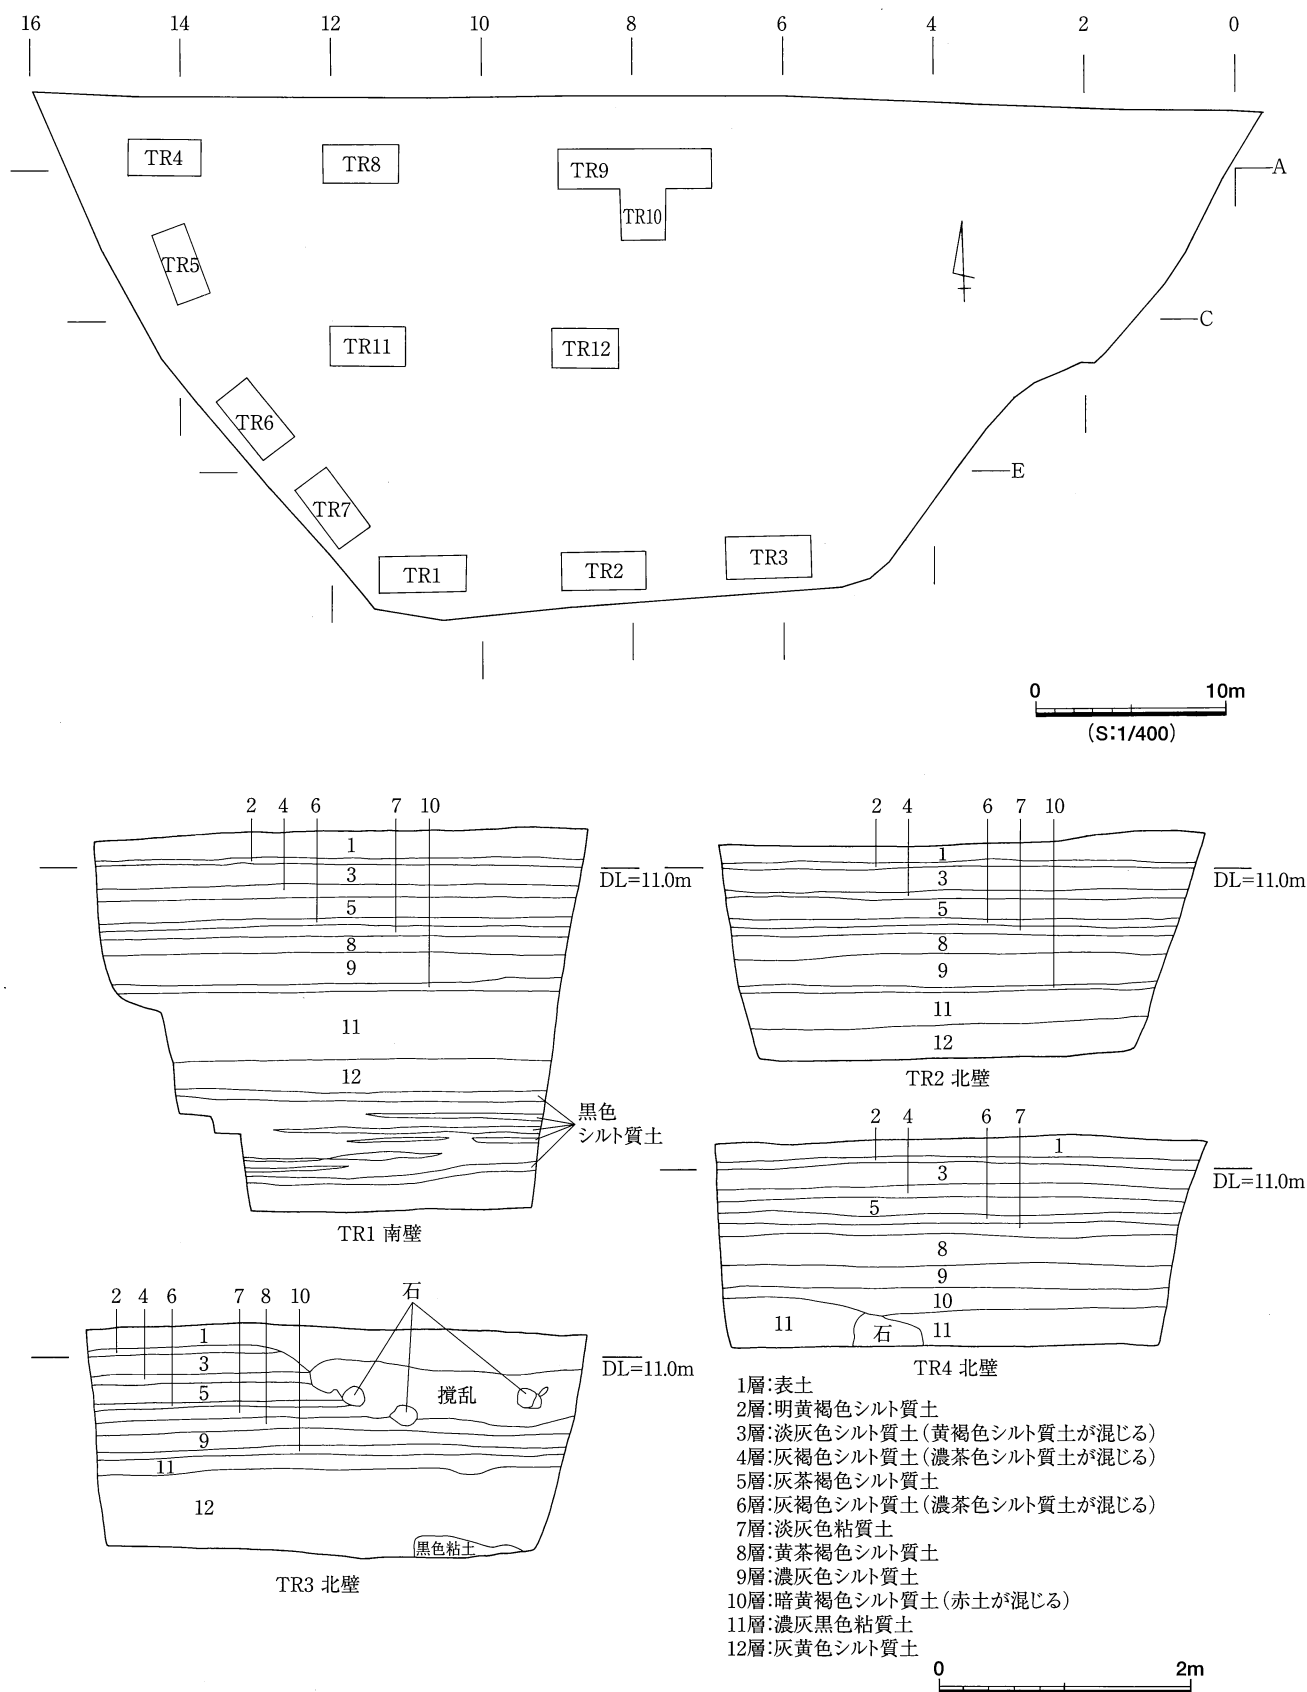 16 14 12 10 8 6 4 2 0
TR4 TR8 TR9
A
TR10
TR5
C
TR11 TR12
TR6
E
TR7
TR1 TR2 TR3
0 10m
(S:1/400)
2 4 6 7 10
1
3
5
8
9
11
12
DL=11.0m
黒色
シルト質土
TR1 南壁
2 4 6 7 10
1
3
5
8
9
11
12
DL=11.0m
TR2 北壁
2 4 6 7 8 10
石
1
3
5
9
11
12
撹乱
黒色粘土
DL=11.0m
TR3 北壁
2 4 6 7
1
3
5
8
9
10
11 石 11
DL=11.0m
TR4 北壁
1層:表土
2層:明黄褐色シルト質土
3層:淡灰色シルト質土(黄褐色シルト質土が混じる)
4層:灰褐色シルト質土(濃茶色シルト質土が混じる)
5層:灰茶褐色シルト質土
6層:灰褐色シルト質土(濃茶色シルト質土が混じる)
7層:淡灰色粘質土
8層:黄茶褐色シルト質土
9層:濃灰色シルト質土
10層:暗黄褐色シルト質土(赤土が混じる)
11層:濃灰黒色粘質土
12層:灰黄色シルト質土
0 2m